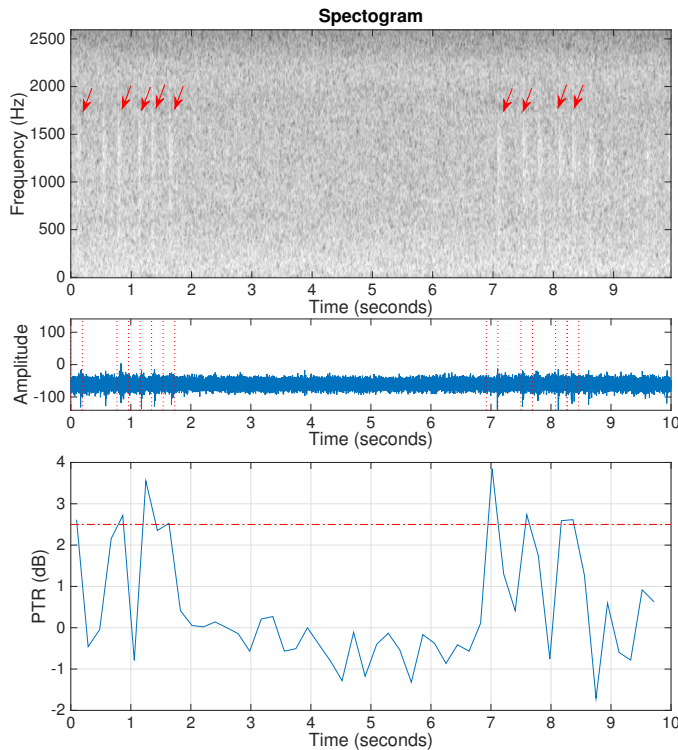 Spectogram
Frequency (Hz)
2500
2000
1500
1000
500
0
0 1 2 3 4 5 6 7 8 9 10
Time (seconds)
Amplitude
100
0
-100
0 1 2 3 4 5 6 7 8 9 10
Time (seconds)
PTR (dB)
4
3
2
1
0
-1
-2
0 1 2 3 4 5 6 7 8 9 10
Time (seconds)